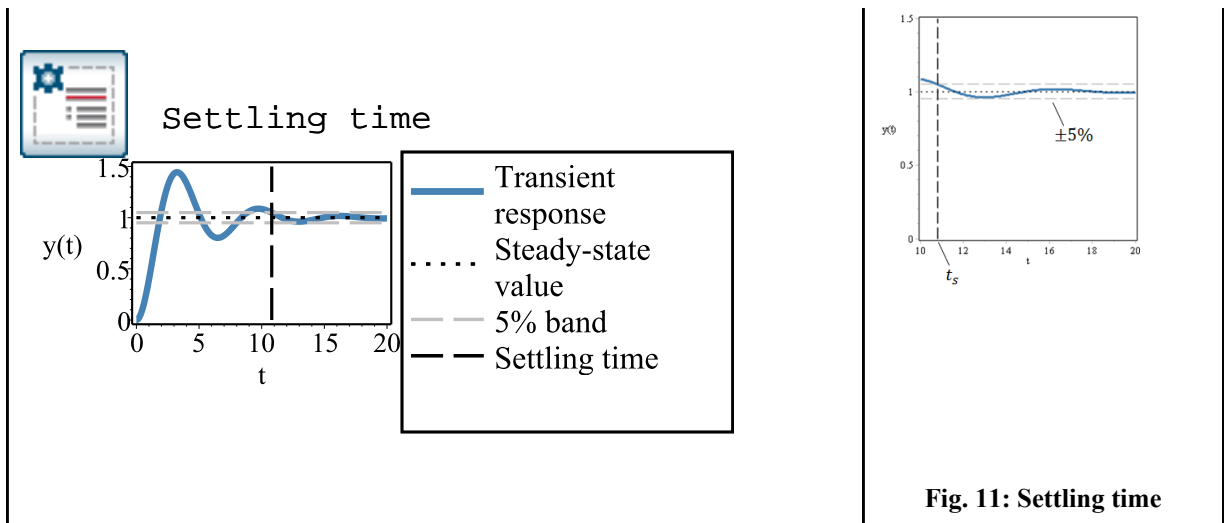 Settling time
1.5
1
0.5
0
y(t)
0 5 10 15 20
t
Transient
response
Steady-state
value
5% band
Settling time
1.5
1
0.5
0
y(t)
±5%
10 12 14 16 18 20
t
tₛ
Fig. 11: Settling time